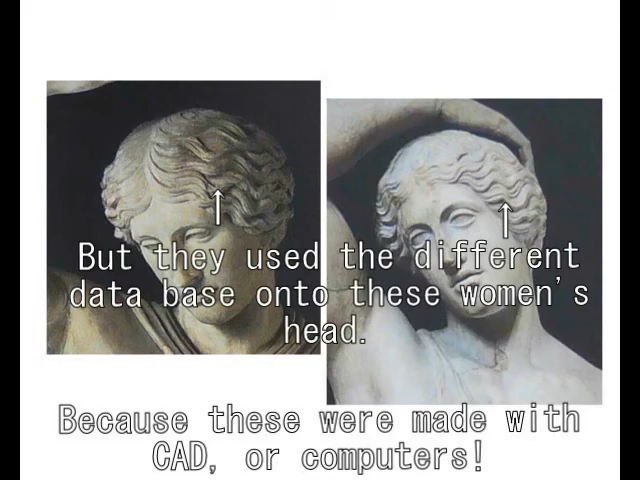 But they used the different
data base onto these women's
head.
Because these were made with
CAD, or computers!